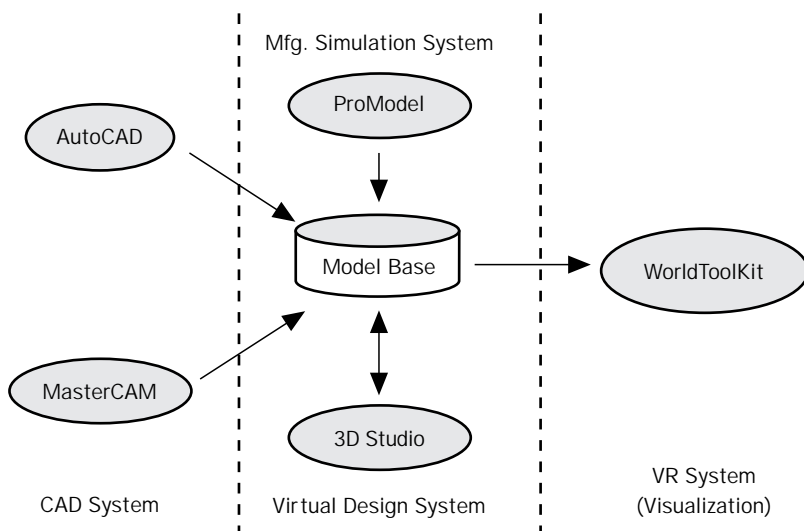 Mfg. Simulation System
ProModel
AutoCAD
Model Base
WorldToolKit
MasterCAM
3D Studio
CAD System
Virtual Design System
VR System
(Visualization)